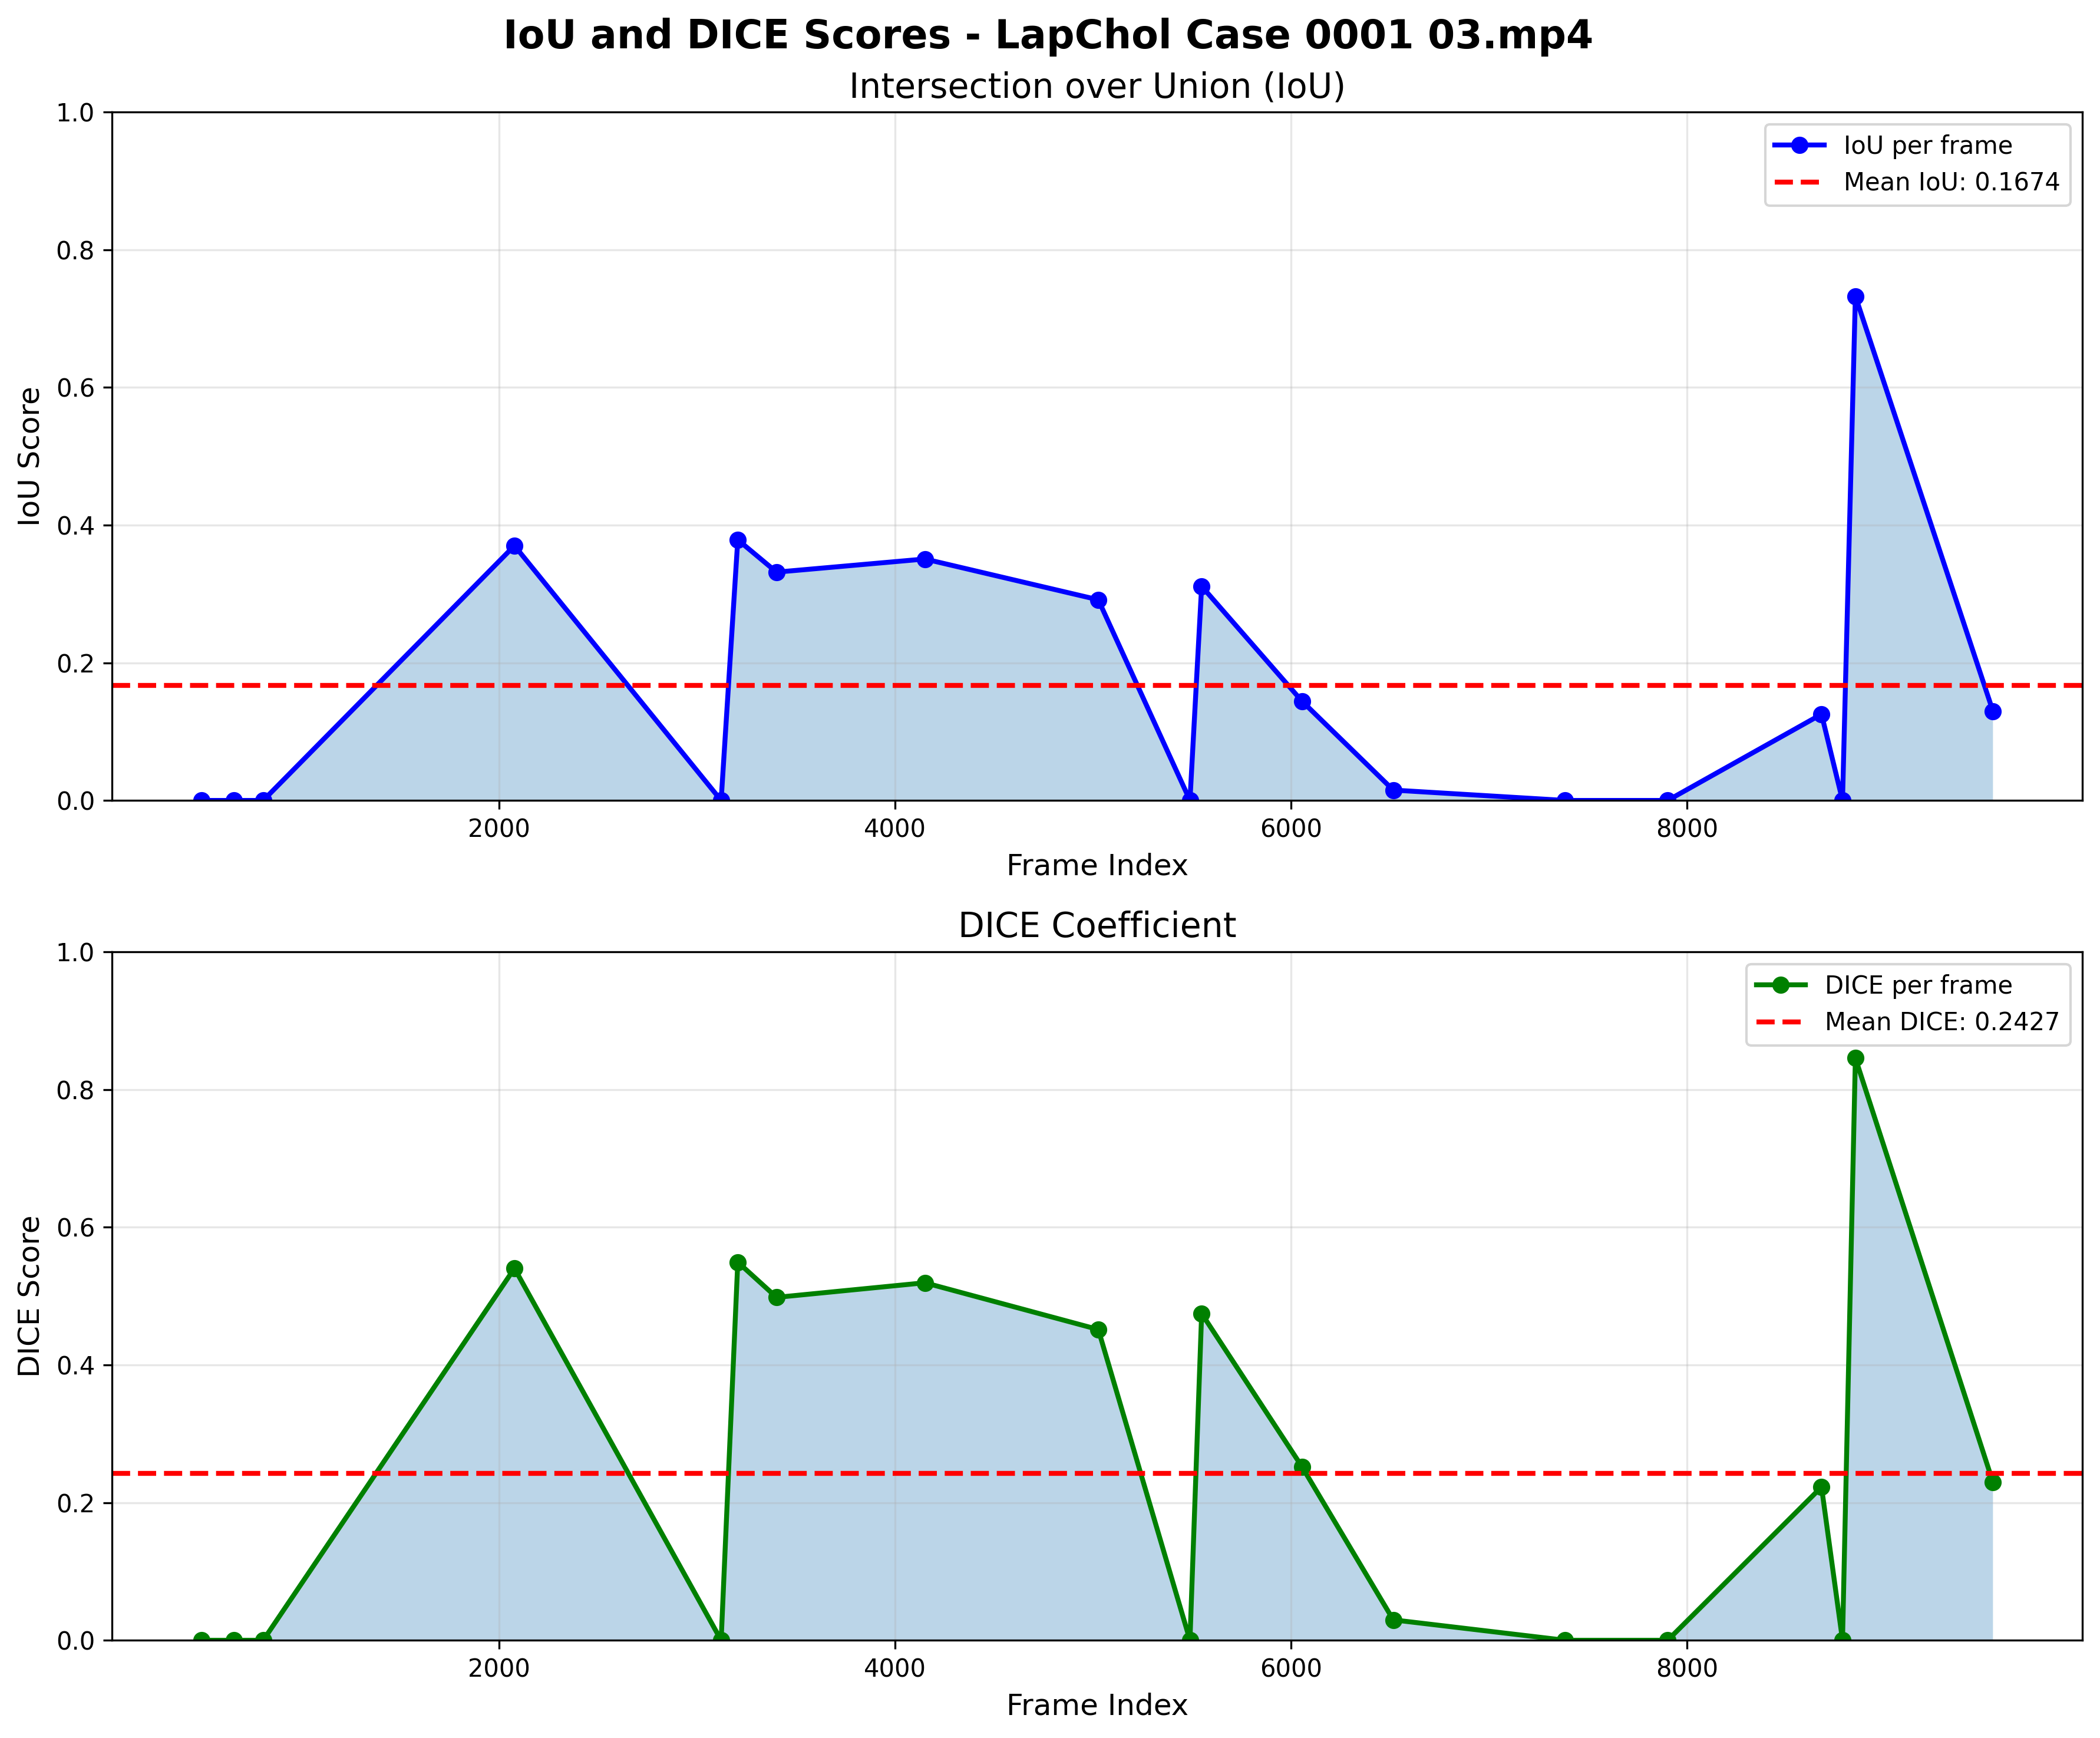 IoU and DICE Scores - LapChol Case 0001 03.mp4
Intersection over Union (IoU)
1.0
0.8
0.6
0.4
0.2
0.0
IoU Score
IoU per frame
Mean IoU: 0.1674
2000
4000
6000
8000
Frame Index
DICE Coefficient
1.0
0.8
0.6
0.4
0.2
0.0
DICE Score
DICE per frame
Mean DICE: 0.2427
2000
4000
6000
8000
Frame Index